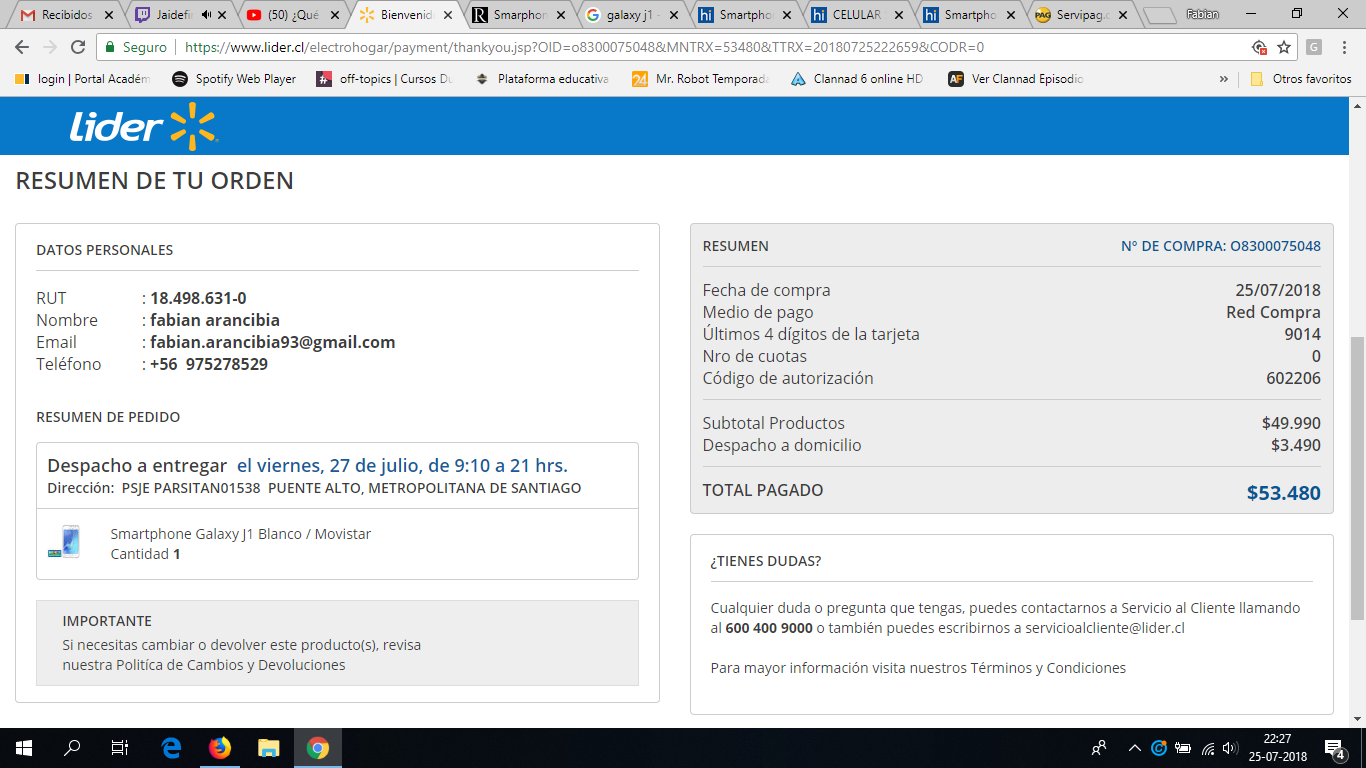 Recibidos
Jaidefi
(50) ¿Qué
Bienvenid
Smarphon
galaxy j1 -
Smartpho
CELULAR
Smartpho
Servipag.c
Fabian
Seguro
https://www.lider.cl/electrohogar/payment/thankyou.jsp?OID=o8300075048&MNTRX=53480&TTRX=20180725222659&CODR=0
login | Portal Académ
Spotify Web Player
off-topics | Cursos Du
Plataforma educativa
Mr. Robot Temporada
Clannad 6 online HD
Ver Clannad Episodio
»
Otros favoritos
lider
RESUMEN DE TU ORDEN
DATOS PERSONALES
RUT : 18.498.631-0
Nombre : fabian arancibia
Email : fabian.arancibia93@gmail.com
Teléfono : +56 975278529
RESUMEN DE PEDIDO
Despacho a entregar el viernes, 27 de julio, de 9:10 a 21 hrs.
Dirección: PSJE PARSITAN01538 PUENTE ALTO, METROPOLITANA DE SANTIAGO
Smartphone Galaxy J1 Blanco / Movistar
Cantidad 1
IMPORTANTE
Si necesitas cambiar o devolver este producto(s), revisa
nuestra Politíca de Cambios y Devoluciones
RESUMEN
Nº DE COMPRA: O8300075048
Fecha de compra 25/07/2018
Medio de pago Red Compra
Últimos 4 dígitos de la tarjeta 9014
Nro de cuotas 0
Código de autorización 602206
Subtotal Productos $49.990
Despacho a domicilio $3.490
TOTAL PAGADO $53.480
¿TIENES DUDAS?
Cualquier duda o pregunta que tengas, puedes contactarnos a Servicio al Cliente llamando
al 600 400 9000 o también puedes escribirnos a servicioalcliente@lider.cl
Para mayor información visita nuestros Términos y Condiciones
22:27
25-07-2018
4